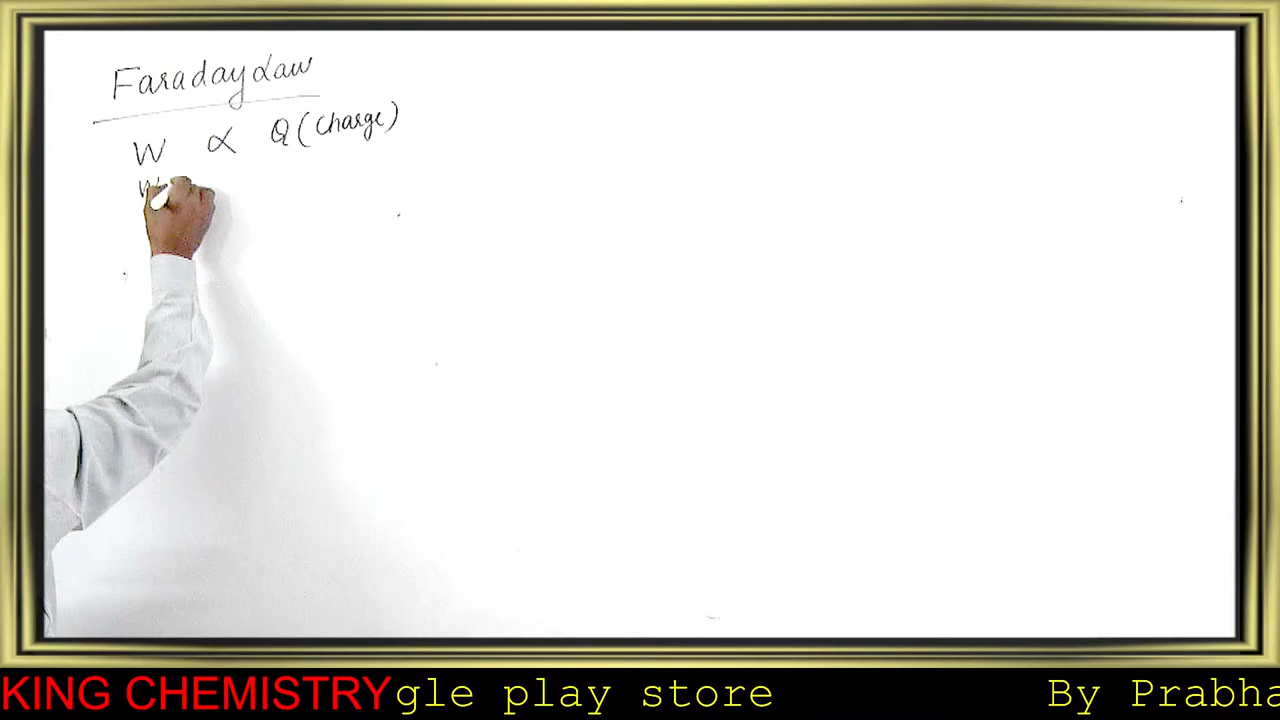 Faraday Law
W ∝ Q (Charge)
W
KING CHEMISTRY gle play store By Prabha